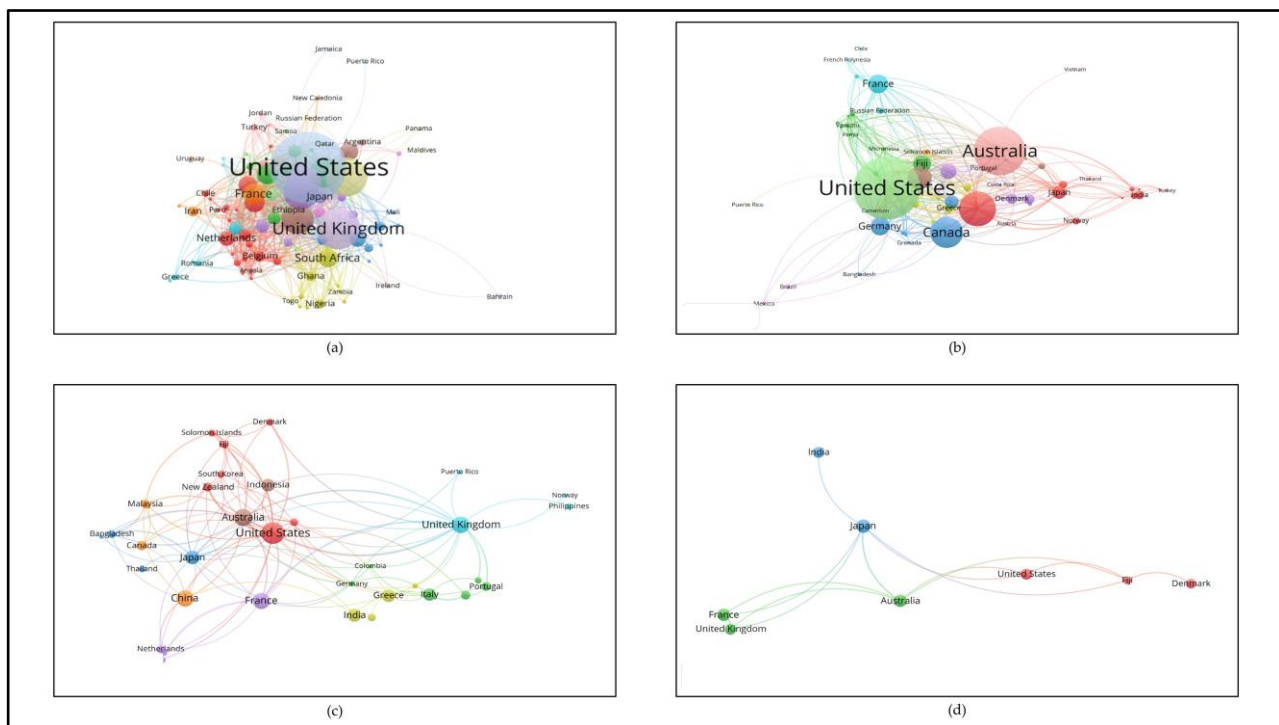 Jamaica
Puerto Rico
New Caledonia
Jordan
Russian Federation
Turkey
Samoa
Panama
Qatar
Argentina
Maldives
Uruguay
United States
Chile
France
Japan
Iran
Peru
Ethiopia
Mali
United Kingdom
Netherlands
Belgium
South Africa
Romania
Angola
Greece
Ghana
Ireland
Zambia
Togo
Nigeria
Bahrain
(a)
Chile
French Polynesia
Vietnam
France
Russian Federation
Vanuatu
Kenya
Australia
Micronesia
Solomon Islands
Fiji
Portugal
Thailand
United States
Costa Rica
Japan
India
Turkey
Denmark
Puerto Rico
Cameroon
Greece
Norway
Germany
Canada
Austria
Grenada
Bangladesh
Brazil
Mexico
(b)
Denmark
Solomon Islands
Fiji
South Korea
Puerto Rico
New Zealand
Indonesia
Norway
Malaysia
Philippines
Australia
United Kingdom
Bangladesh
United States
Canada
Japan
Thailand
Colombia
Germany
Portugal
China
France
Greece
Italy
India
Netherlands
(c)
India
Japan
United States
Fiji
Denmark
Australia
France
United Kingdom
(d)